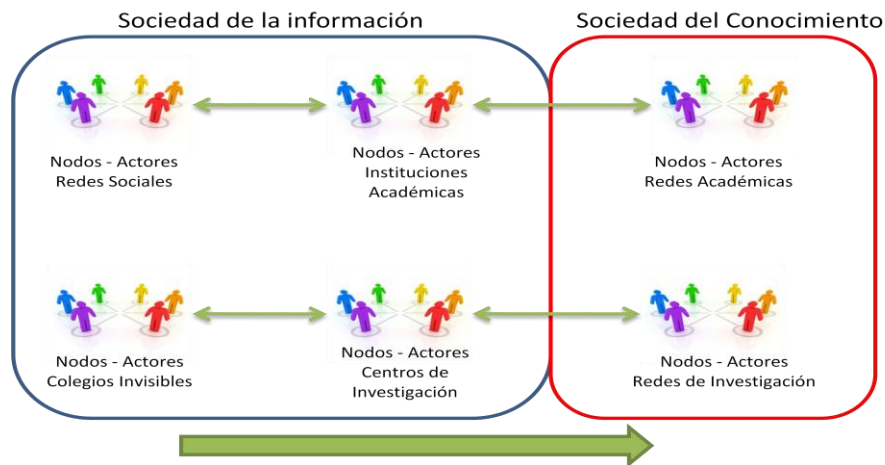 Sociedad de la información
Sociedad del Conocimiento
Nodos - Actores
Redes Sociales
Nodos - Actores
Instituciones
Académicas
Nodos - Actores
Redes Académicas
Nodos - Actores
Colegios Invisibles
Nodos - Actores
Centros de
Investigación
Nodos - Actores
Redes de Investigación